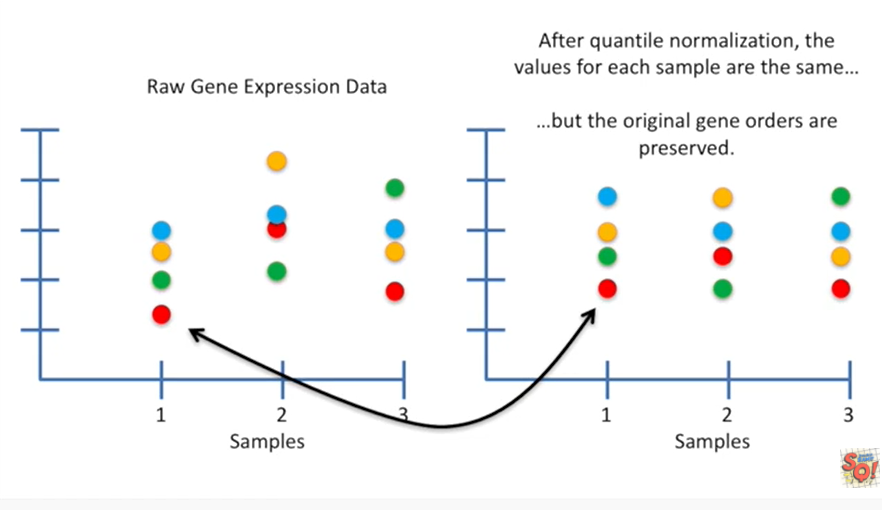 After quantile normalization, the
values for each sample are the same...
Raw Gene Expression Data
...but the original gene orders are
preserved.
1 2 3
Samples
1 2 3
Samples
SQ!